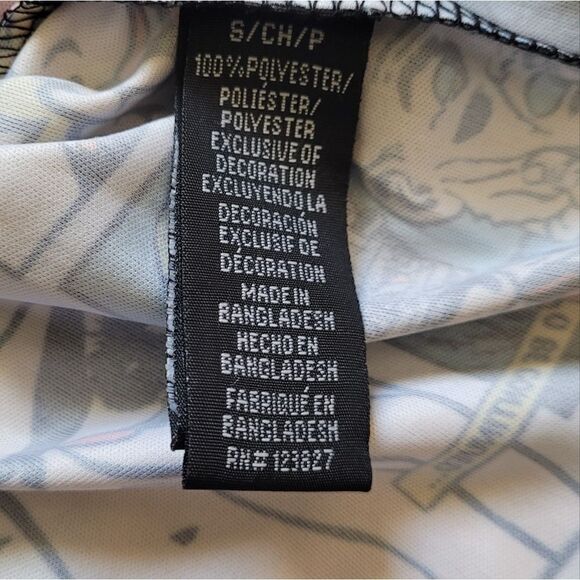 S/CH/P
100%POLYESTER/
POLIÉSTER/
POLYESTER
EXCLUSIVE OF
DECORATION
EXCLUYENDO LA
DECORACIÓN
EXCLUSIF DE
DÉCORATION
MADE IN
BANGLADESH
HECHO EN
BANGLADESH
FABRIQUÉ EN
BANGLADESH
RN# 123827